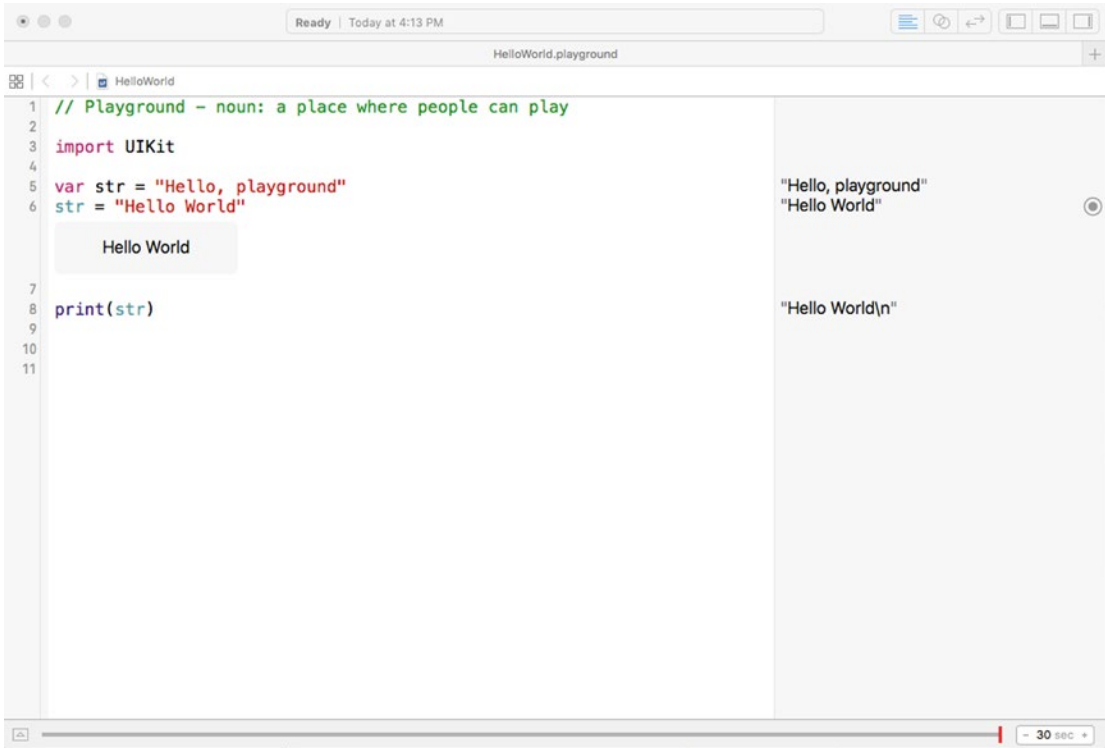 Ready | Today at 4:13 PM
HelloWorld.playground
HelloWorld
1 // Playground – noun: a place where people can play
2
3 import UIKit
4
5 var str = "Hello, playground" "Hello, playground"
6 str = "Hello World" "Hello World"
Hello World
7
8 print(str) "Hello World\n"
9
10
11
- 30 sec +